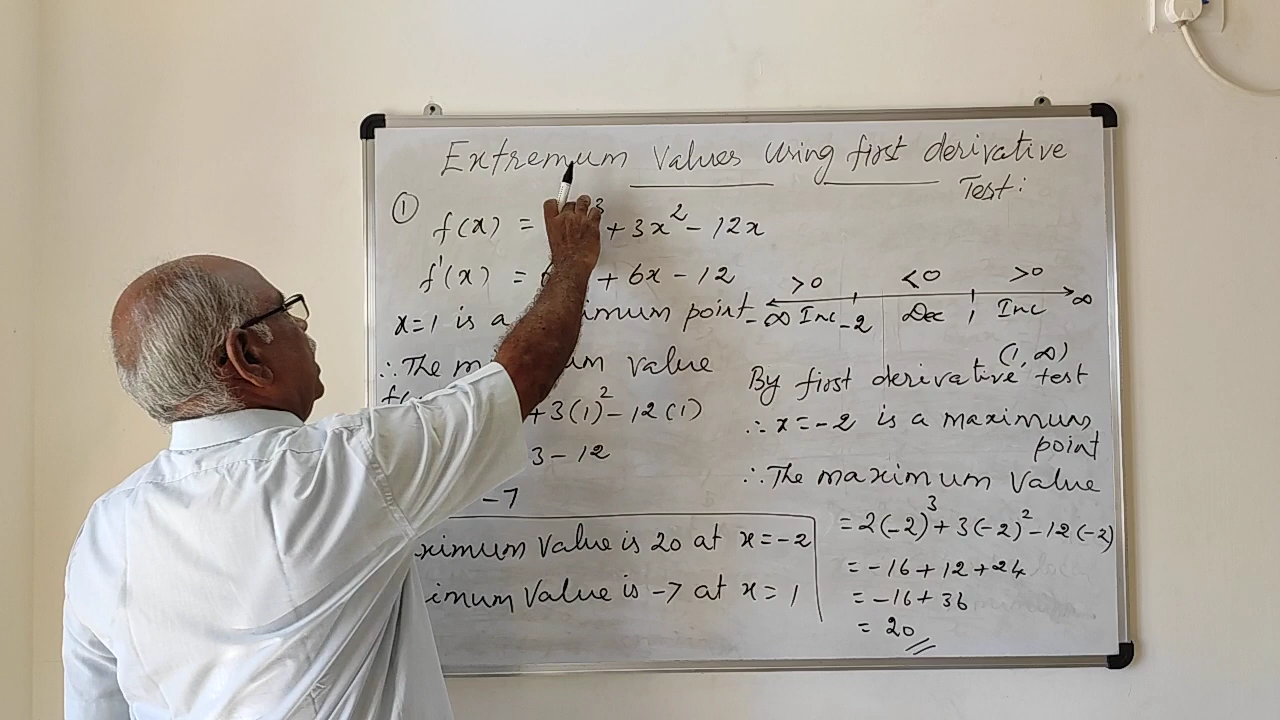 Extremum Values Using first derivative
Test:
① f(x) = ³ + 3x² - 12x
f'(x) = 6 + 6x - 12
x=1 is a imum point
∴ The m um value
+ 3(1)² - 12(1)
3 - 12
-7
ximum Value is 20 at x = -2
imum Value is -7 at x = 1
>0 <0 >0
-∞ Inc -2 Dec 1 Inc ∞
(1, ∞)
By first derivative test
∴ x = -2 is a maximum
point
∴ The maximum Value
= 2(-2)³ + 3(-2)² - 12(-2)
= -16 + 12 + 24
= -16 + 36
= 20